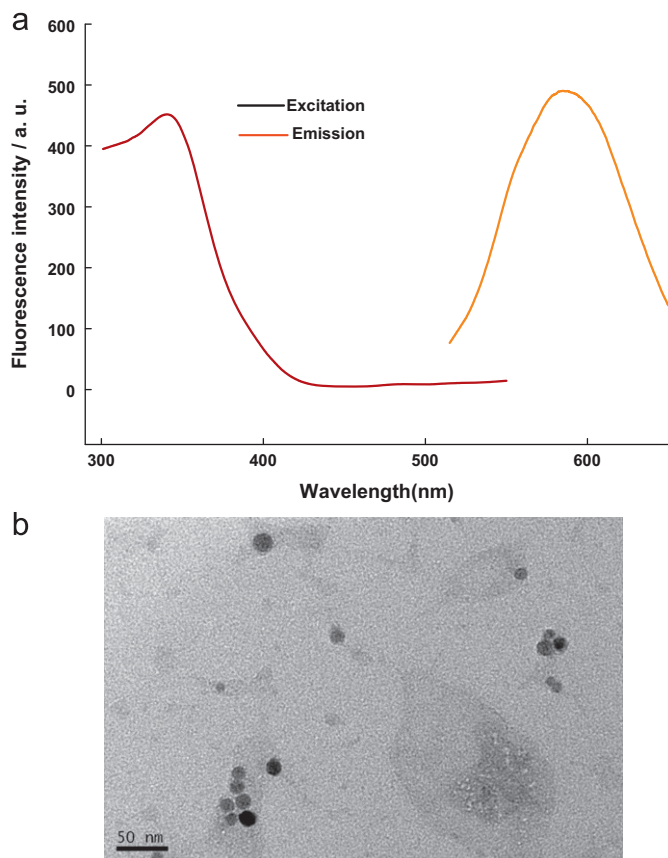 a
600
500
400
300
200
100
0
Fluorescence intensity / a. u.
Excitation
Emission
300
400
500
600
Wavelength(nm)
b
50 nm